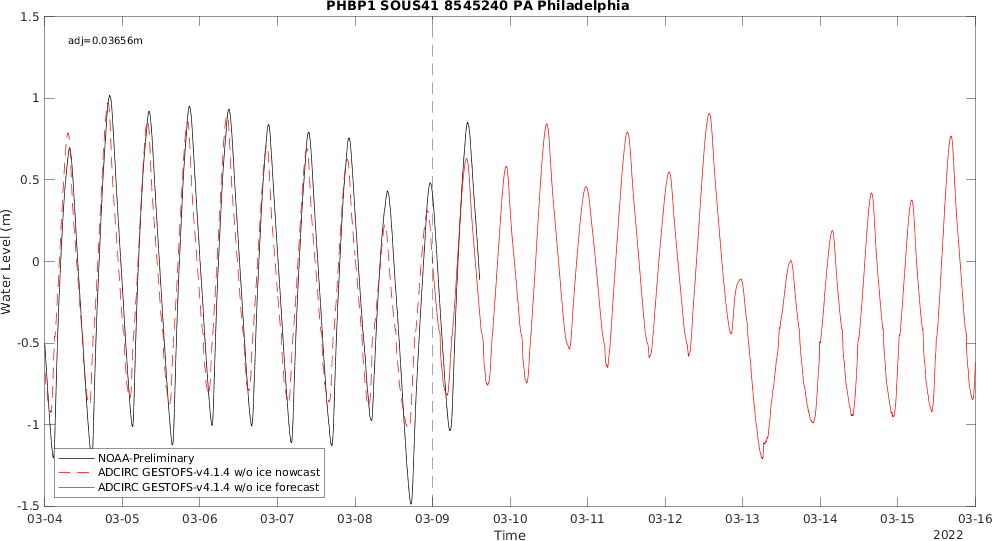 PHBP1 SOUS41 8545240 PA Philadelphia
1.5
adj=0.03656m
1
0.5
0
-0.5
-1
-1.5
Water Level (m)
NOAA-Preliminary
ADCIRC GESTOFS-v4.1.4 w/o ice nowcast
ADCIRC GESTOFS-v4.1.4 w/o ice forecast
03-04 03-05 03-06 03-07 03-08 03-09 03-10 03-11 03-12 03-13 03-14 03-15 03-16
Time
2022